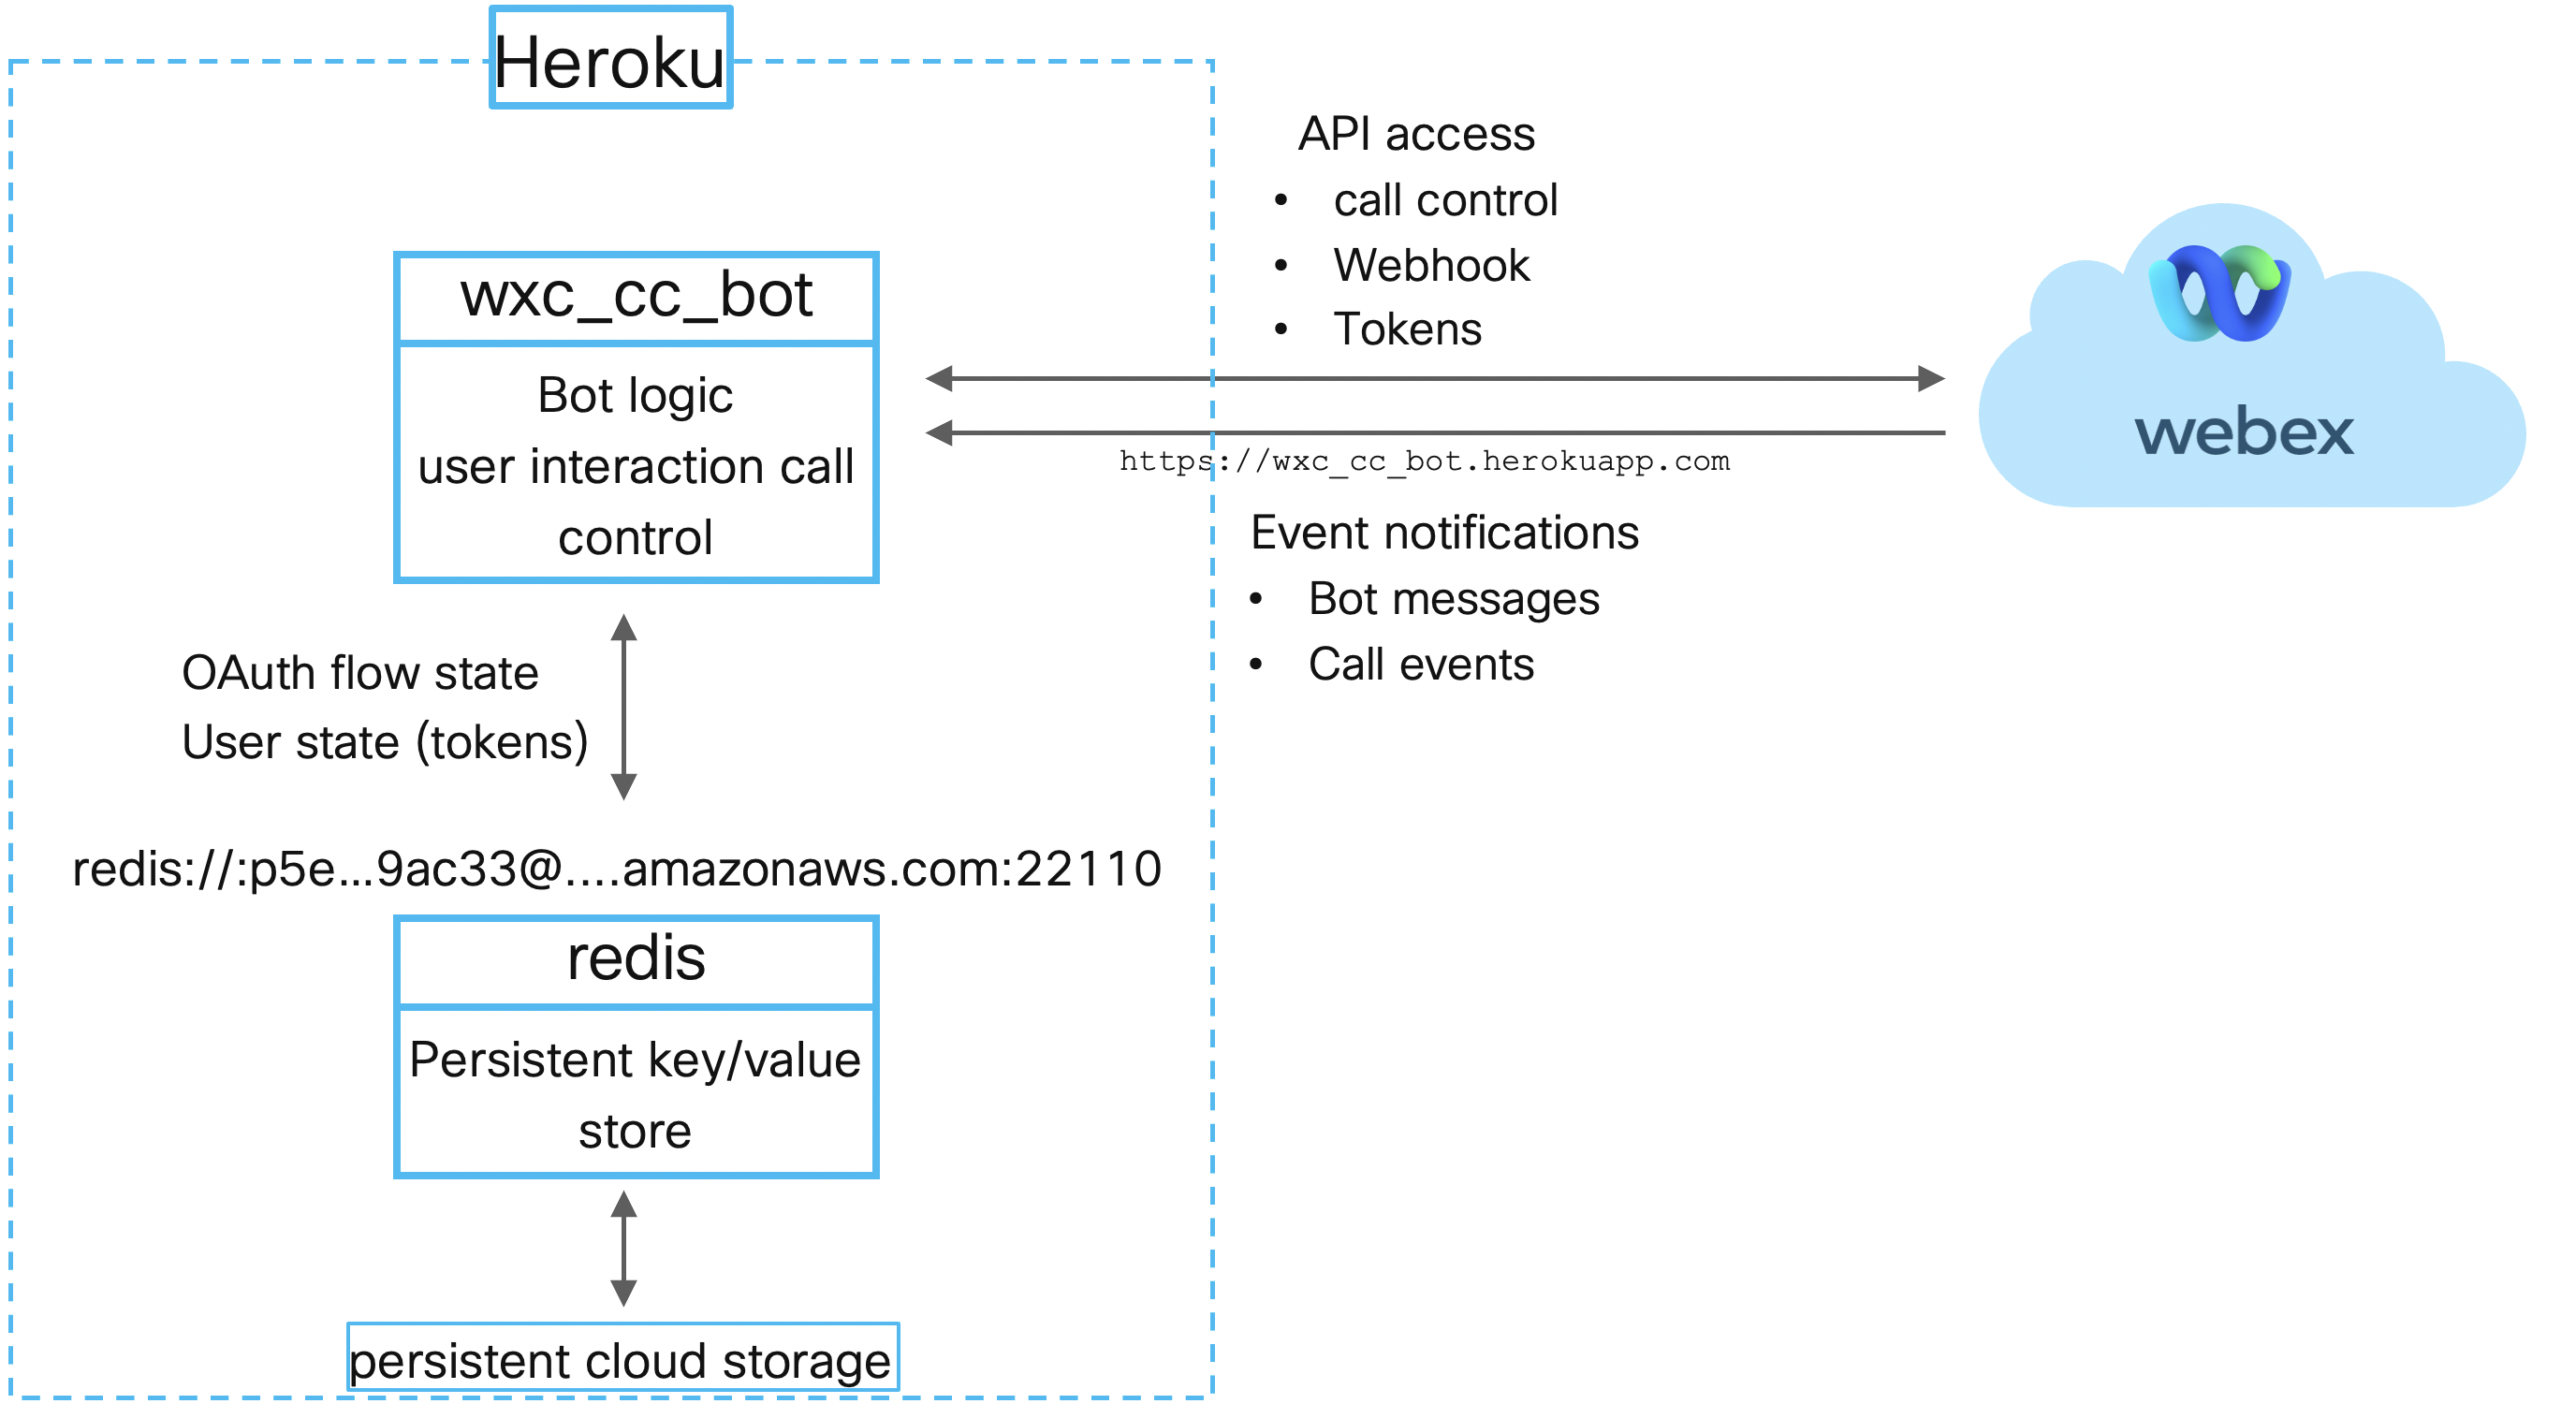 Heroku
API access
• call control
• Webhook
• Tokens
wxc_cc_bot
Bot logic
user interaction call
control
webex
https://wxc_cc_bot.herokuapp.com
Event notifications
• Bot messages
• Call events
OAuth flow state
User state (tokens)
redis://:p5e...9ac33@....amazonaws.com:22110
redis
Persistent key/value
store
persistent cloud storage